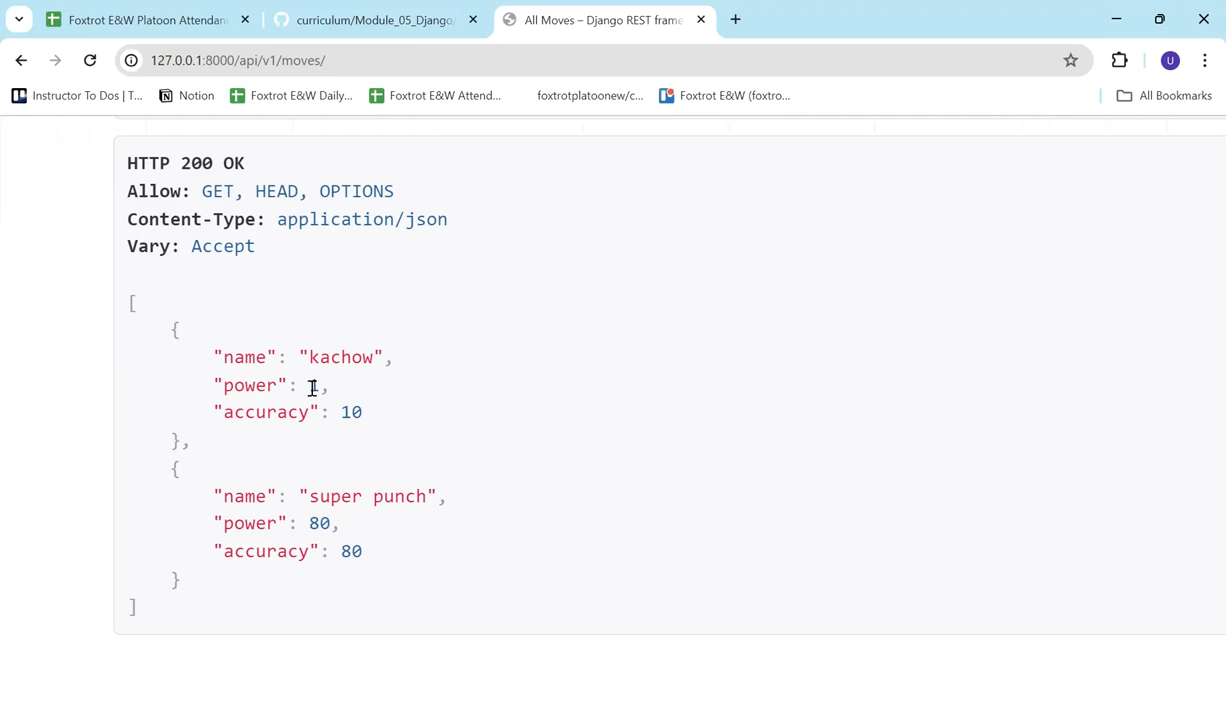 Foxtrot E&W Platoon Attendan
curriculum/Module_05_Django/
All Moves – Django REST frame
127.0.0.1:8000/api/v1/moves/
U
Instructor To Dos | T...
Notion
Foxtrot E&W Daily...
Foxtrot E&W Attend...
foxtrotplatoonew/c...
Foxtrot E&W (foxtro...
All Bookmarks
HTTP 200 OK
Allow: GET, HEAD, OPTIONS
Content-Type: application/json
Vary: Accept
[
{
"name": "kachow",
"power": 1,
"accuracy": 10
},
{
"name": "super punch",
"power": 80,
"accuracy": 80
}
]